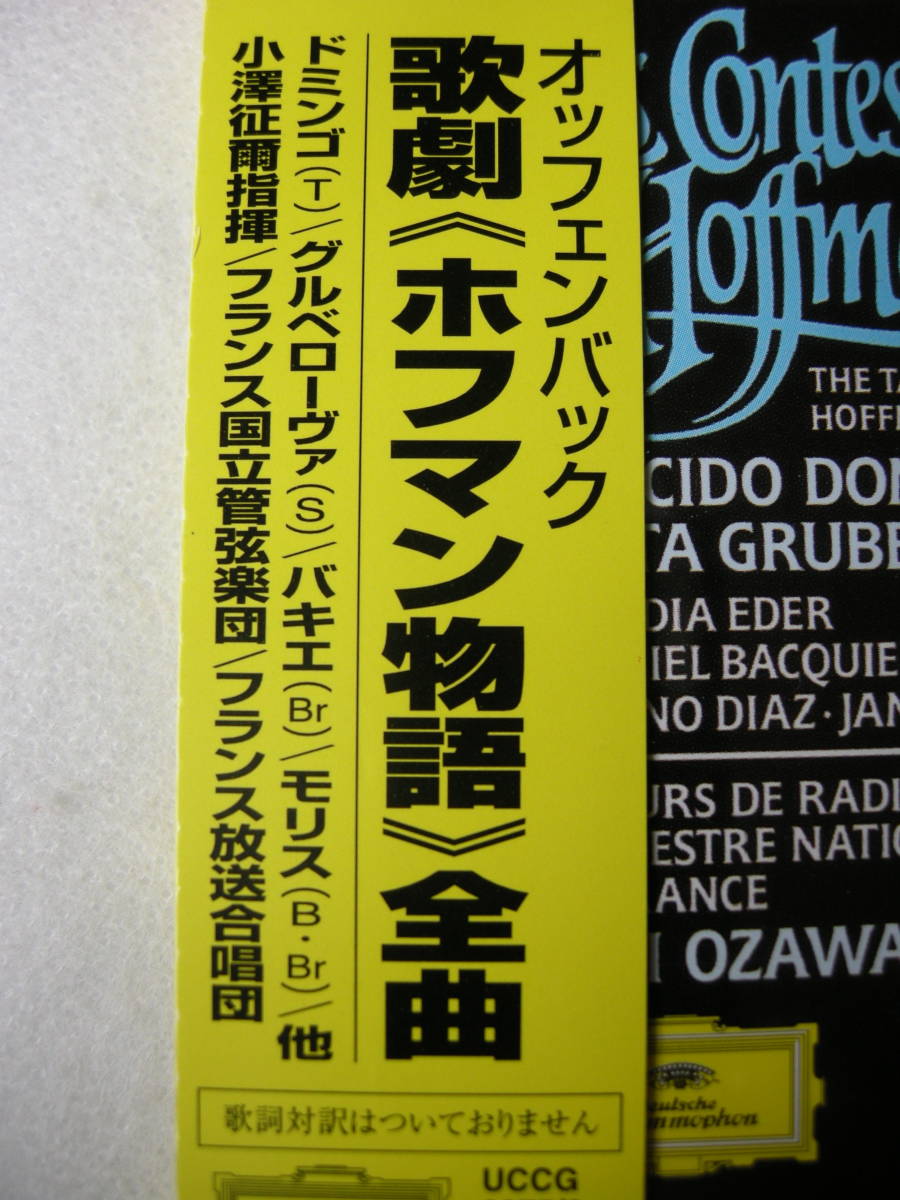 オッフェンバック
歌劇《ホフマン物語》全曲
ドミンゴ(T)/グルベローヴァ(S)/バキエ(Br)/モリス(B・Br)/他
小澤征爾指揮/フランス国立管弦楽団/フランス放送合唱団
歌詞対訳はついておりません
UCCG
Contes
Hoffm
THE TA
HOFF
CIDO DOM
TA GRUBE
DIA EDER
IEL BACQUIE
NO DIAZ · JAN
URS DE RADI
ESTRE NATIO
ANCE
I OZAWA
Deutsche
Grammophon